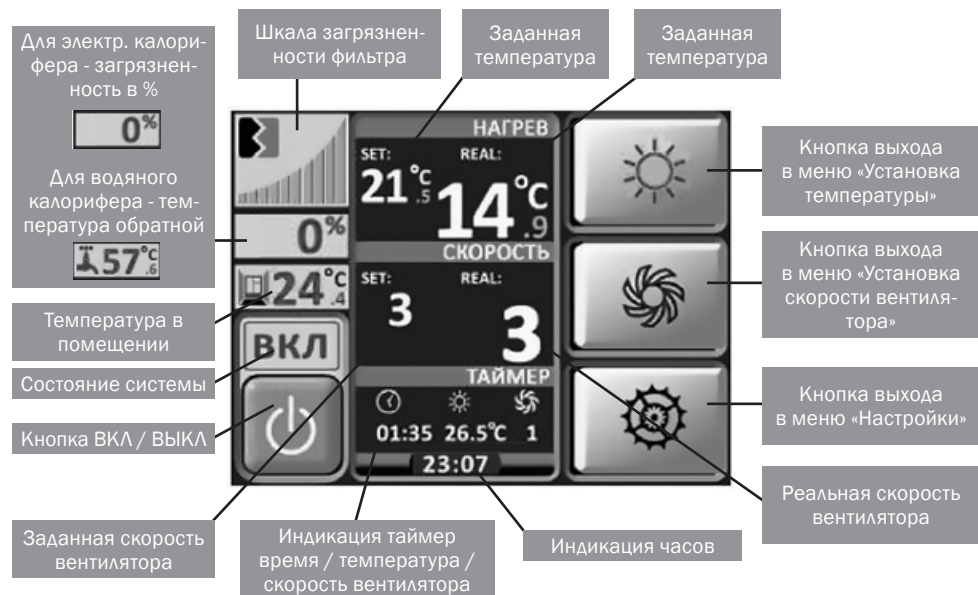 Для электр. калори-
фера - загрязнен-
ность в %
0%
Для водяного
калорифера - тем-
пература обратной
57°C
.6
Шкала загрязнен-
ности фильтра
Заданная
температура
Заданная
температура
НАГРЕВ
SET:
REAL:
21°C
.5
14°C
.9
0%
СКОРОСТЬ
24°C
.4
SET:
REAL:
3
3
ВКЛ
ТАЙМЕР
01:35 26.5°C 1
23:07
Кнопка выхода
в меню «Установка
температуры»
Кнопка выхода
в меню «Установка
скорости вентиля-
тора»
Кнопка выхода
в меню «Настройки»
Реальная скорость
вентилятора
Температура в
помещении
Состояние системы
Кнопка ВКЛ / ВЫКЛ
Заданная скорость
вентилятора
Индикация таймер
время / температура /
скорость вентилятора
Индикация часов